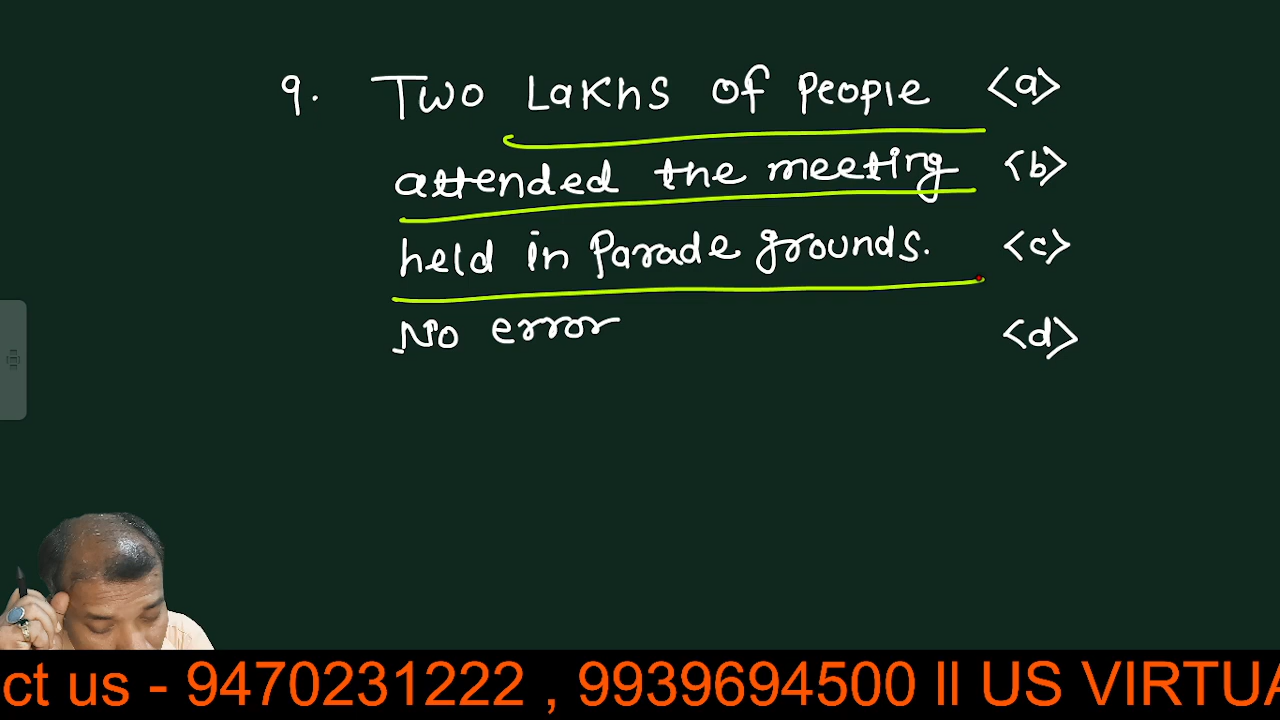 9. Two Lakhs of People <a>
attended the meeting <b>
held in Parade grounds. <c>
No error <d>
ct us - 9470231222 , 9939694500 ll US VIRTUA